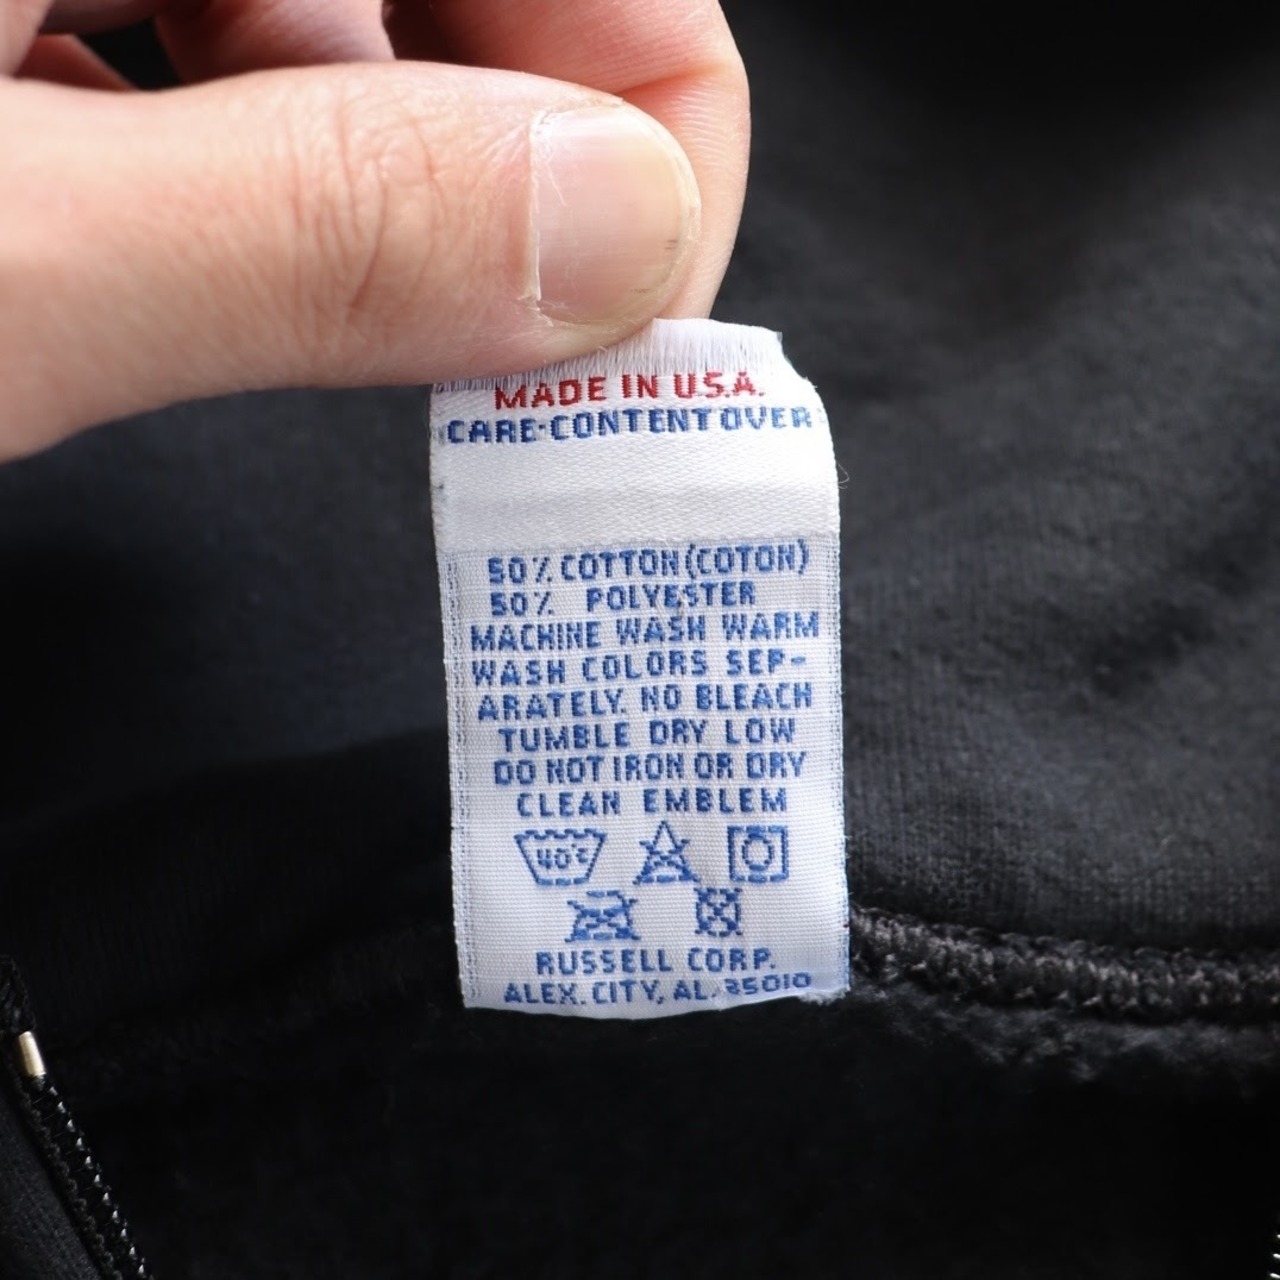 MADE IN U.S.A.
CARE-CONTENT OVER
50% COTTON (COTON)
50% POLYESTER
MACHINE WASH WARM
WASH COLORS SEP-
ARATELY. NO BLEACH
TUMBLE DRY LOW
DO NOT IRON OR DRY
CLEAN EMBLEM
40°C
RUSSELL CORP.
ALEX. CITY, AL. 35010